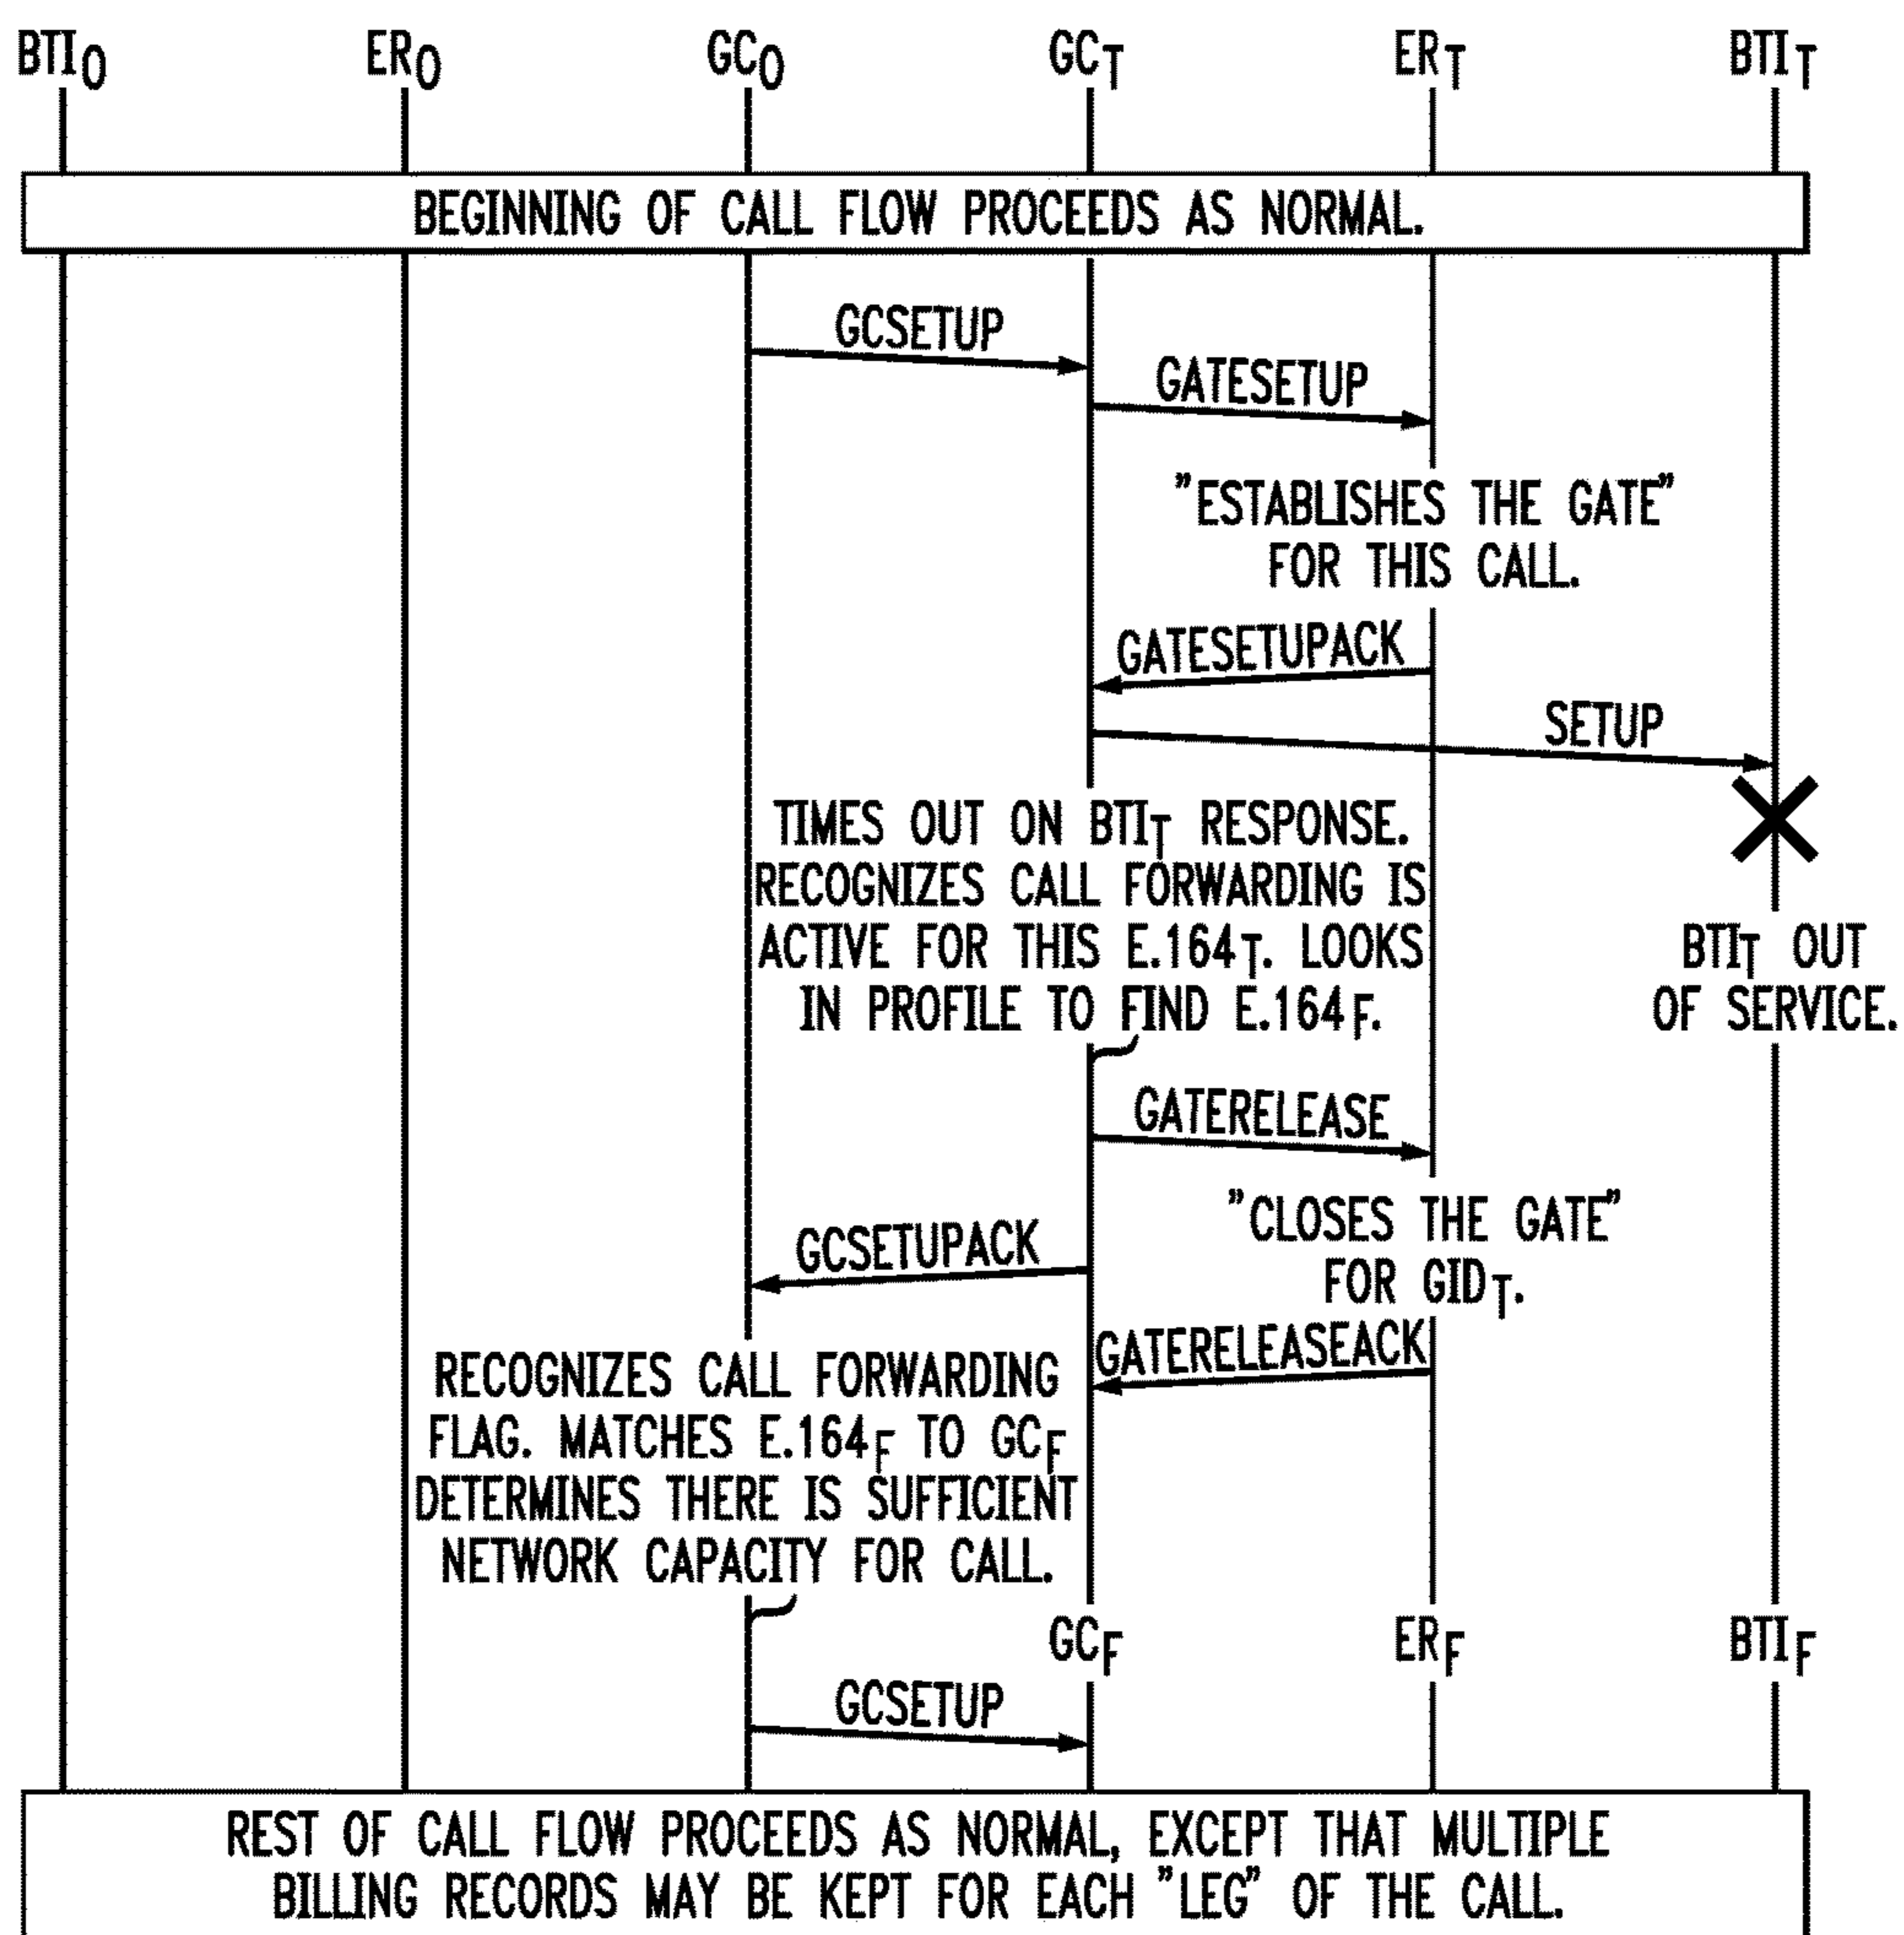 BTIO ERO GCO GCT ERT BTIT
BEGINNING OF CALL FLOW PROCEEDS AS NORMAL.
GCSETUP
GATESETUP
"ESTABLISHES THE GATE"
FOR THIS CALL.
GATESETUPACK
SETUP
TIMES OUT ON BTIT RESPONSE.
RECOGNIZES CALL FORWARDING IS
ACTIVE FOR THIS E.164T. LOOKS
IN PROFILE TO FIND E.164F.
BTIT OUT
OF SERVICE.
GATERELEASE
"CLOSES THE GATE"
FOR GIDT.
GCSETUPACK
GATERELEASEACK
RECOGNIZES CALL FORWARDING
FLAG. MATCHES E.164F TO GCF
DETERMINES THERE IS SUFFICIENT
NETWORK CAPACITY FOR CALL.
GCF ERF BTIF
GCSETUP
REST OF CALL FLOW PROCEEDS AS NORMAL, EXCEPT THAT MULTIPLE
BILLING RECORDS MAY BE KEPT FOR EACH "LEG" OF THE CALL.